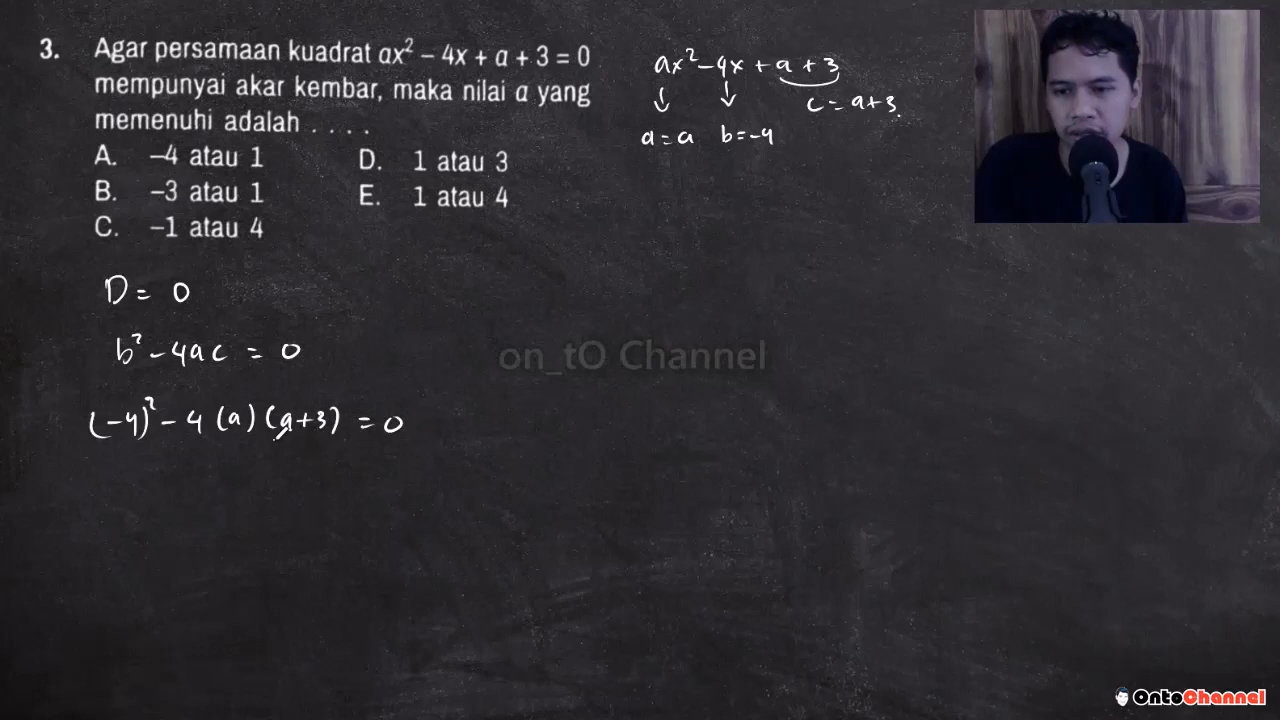 3. Agar persamaan kuadrat ax² – 4x + a + 3 = 0
mempunyai akar kembar, maka nilai a yang
memenuhi adalah . . . .
A. –4 atau 1
D. 1 atau 3
B. –3 atau 1
E. 1 atau 4
C. –1 atau 4
ax² – 4x + a + 3
c = a+3
a = a b = -4
D = 0
b² - 4ac = 0
(-4)² - 4 (a) (a+3) = 0
on_tO Channel
OntoChannel